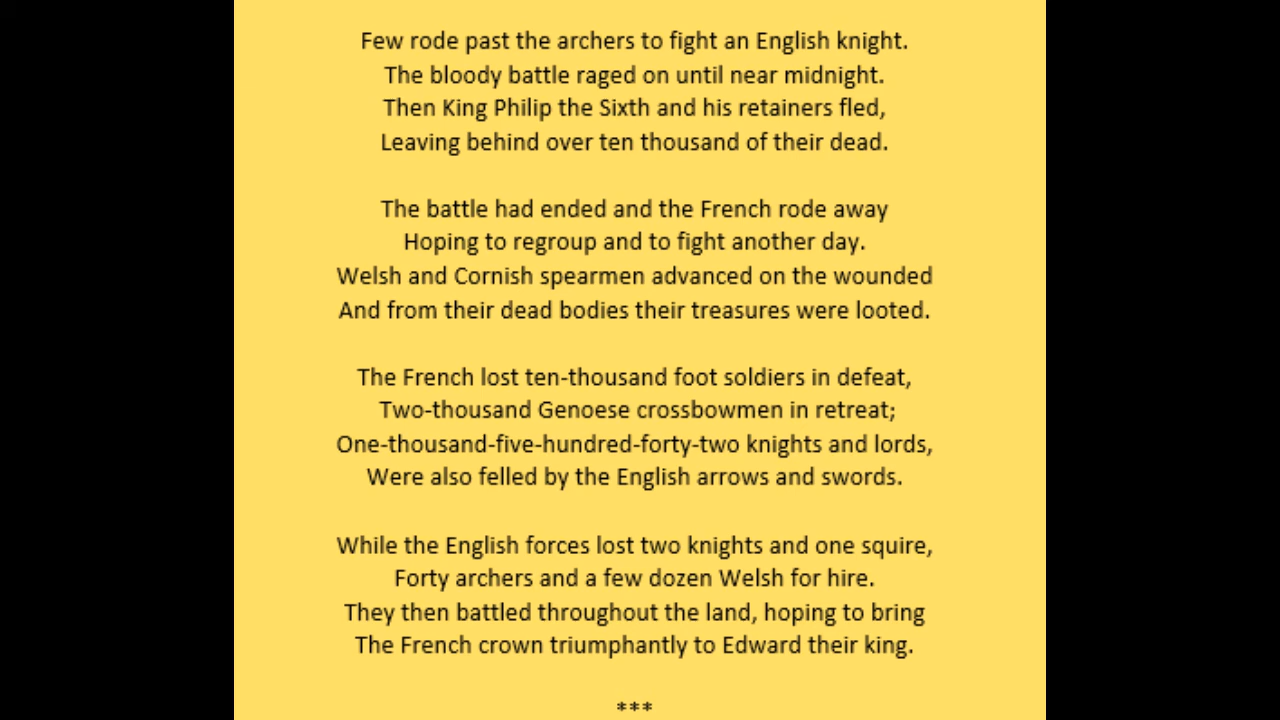 Few rode past the archers to fight an English knight.
The bloody battle raged on until near midnight.
Then King Philip the Sixth and his retainers fled,
Leaving behind over ten thousand of their dead.
The battle had ended and the French rode away
Hoping to regroup and to fight another day.
Welsh and Cornish spearmen advanced on the wounded
And from their dead bodies their treasures were looted.
The French lost ten-thousand foot soldiers in defeat,
Two-thousand Genoese crossbowmen in retreat;
One-thousand-five-hundred-forty-two knights and lords,
Were also felled by the English arrows and swords.
While the English forces lost two knights and one squire,
Forty archers and a few dozen Welsh for hire.
They then battled throughout the land, hoping to bring
The French crown triumphantly to Edward their king.
***